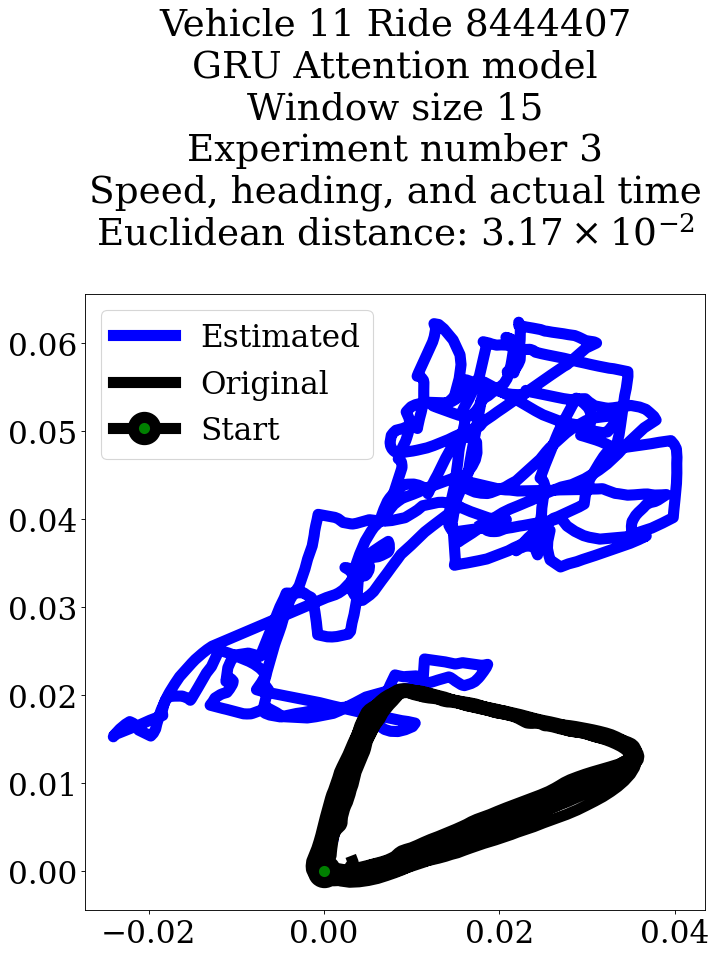 Vehicle 11 Ride 8444407
GRU Attention model
Window size 15
Experiment number 3
Speed, heading, and actual time
Euclidean distance: 3.17 × 10⁻²
Estimated
Original
Start
0.06
0.05
0.04
0.03
0.02
0.01
0.00
−0.02
0.00
0.02
0.04